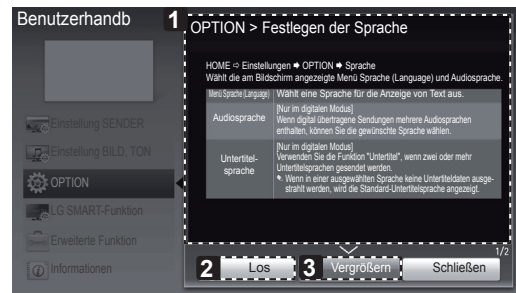 Benutzerhandb
1
OPTION > Festlegen der Sprache
HOME ⇨ Einstellungen ➡ OPTION ➡ Sprache
Wählt die am Bildschirm angezeigte Menü Sprache (Language) und Audiosprache.
Menü Sprache (Language) Wählt eine Sprache für die Anzeige von Text aus.
Audiosprache
[Nur im digitalen Modus]
Wenn digital übertragene Sendungen mehrere Audiosprachen
enthalten, können Sie die gewünschte Sprache wählen.
Untertitel-
sprache
[Nur im digitalen Modus]
Verwenden Sie die Funktion "Untertitel", wenn zwei oder mehr
Untertitelsprachen gesendet werden.
Wenn in einer ausgewählten Sprache keine Untertiteldaten ausge-
strahlt werden, wird die Standard-Untertitelsprache angezeigt.
Einstellung SENDER
Einstellung BILD, TON
OPTION
LG SMART-Funktion
Erweiterte Funktion
Informationen
1/2
2 Los
3 Vergrößern
Schließen